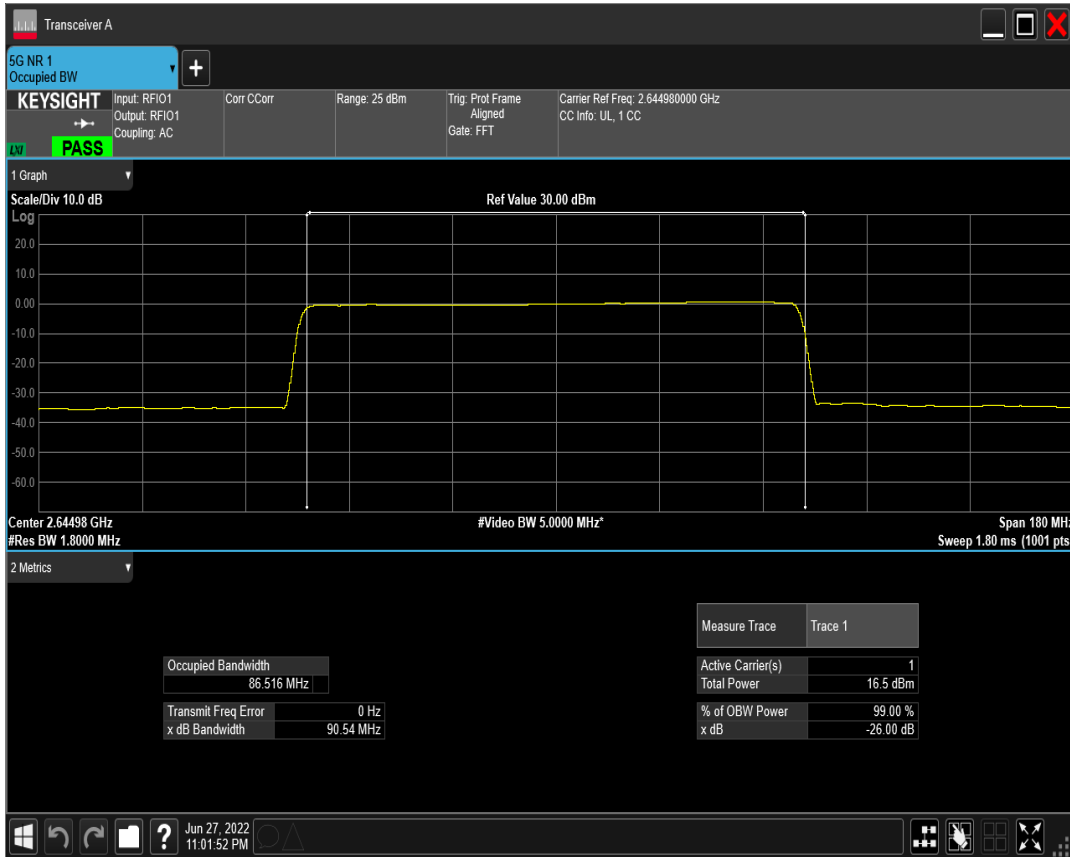 Transceiver A
5G NR 1
Occupied BW
+
KEYSIGHT
LXI
PASS
Input: RFIO1
Output: RFIO1
Coupling: AC
Corr CCorr
Range: 25 dBm
Trig: Prot Frame
Aligned
Gate: FFT
Carrier Ref Freq: 2.644980000 GHz
CC Info: UL, 1 CC
1 Graph
Scale/Div 10.0 dB
Ref Value 30.00 dBm
Log
20.0
10.0
0.00
-10.0
-20.0
-30.0
-40.0
-50.0
-60.0
Center 2.64498 GHz
#Video BW 5.0000 MHz*
Span 180 MHz
#Res BW 1.8000 MHz
Sweep 1.80 ms (1001 pts
2 Metrics
Measure Trace Trace 1
Occupied Bandwidth
86.516 MHz
Active Carrier(s) 1
Total Power 16.5 dBm
Transmit Freq Error 0 Hz
x dB Bandwidth 90.54 MHz
% of OBW Power 99.00 %
x dB -26.00 dB
?
Jun 27, 2022
11:01:52 PM